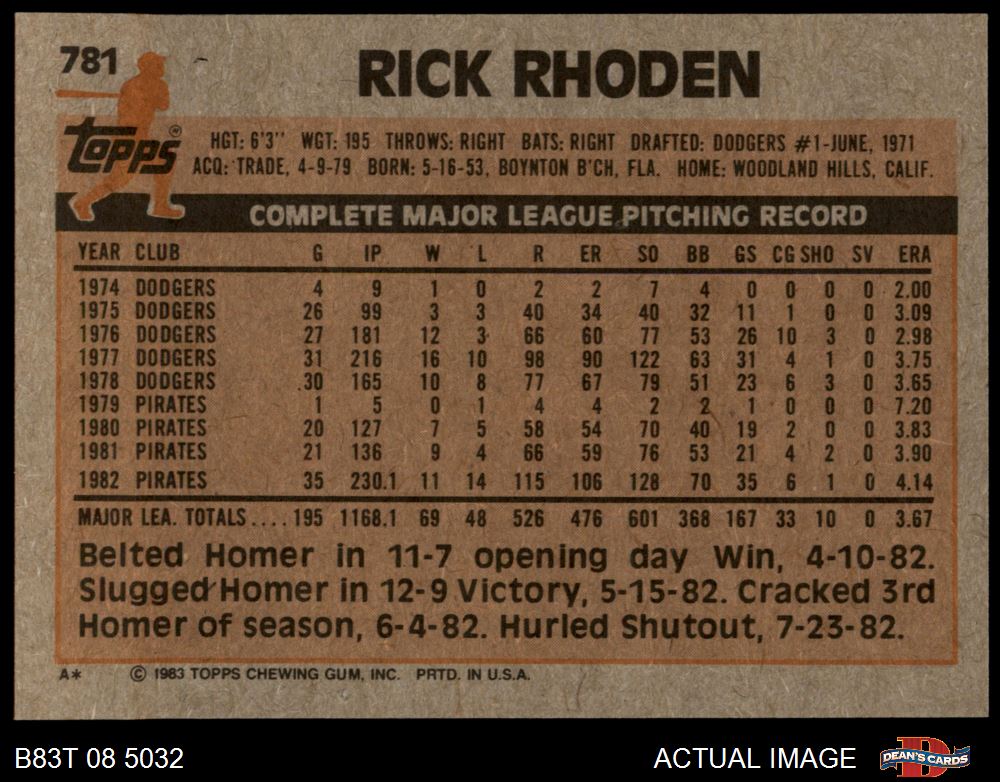 781 RICK RHODEN
Topps
HGT: 6'3'' WGT: 195 THROWS: RIGHT BATS: RIGHT DRAFTED: DODGERS #1-JUNE, 1971
ACQ: TRADE, 4-9-79 BORN: 5-16-53, BOYNTON B'CH, FLA. HOME: WOODLAND HILLS, CALIF.
COMPLETE MAJOR LEAGUE PITCHING RECORD
YEAR CLUB G IP W L R ER SO BB GS CG SHO SV ERA
1974 DODGERS 4 9 1 0 2 2 7 4 0 0 0 0 2.00
1975 DODGERS 26 99 3 3 40 34 40 32 11 1 0 0 3.09
1976 DODGERS 27 181 12 3 66 60 77 53 26 10 3 0 2.98
1977 DODGERS 31 216 16 10 98 90 122 63 31 4 1 0 3.75
1978 DODGERS 30 165 10 8 77 67 79 51 23 6 3 0 3.65
1979 PIRATES 1 5 0 1 4 4 2 2 1 0 0 0 7.20
1980 PIRATES 20 127 7 5 58 54 70 40 19 2 0 0 3.83
1981 PIRATES 21 136 9 4 66 59 76 53 21 4 2 0 3.90
1982 PIRATES 35 230.1 11 14 115 106 128 70 35 6 1 0 4.14
MAJOR LEA. TOTALS.... 195 1168.1 69 48 526 476 601 368 167 33 10 0 3.67
Belted Homer in 11-7 opening day Win, 4-10-82.
Slugged Homer in 12-9 Victory, 5-15-82. Cracked 3rd
Homer of season, 6-4-82. Hurled Shutout, 7-23-82.
A* © 1983 TOPPS CHEWING GUM, INC. PRTD. IN U.S.A.
B83T 08 5032 ACTUAL IMAGE DEAN'S CARDS